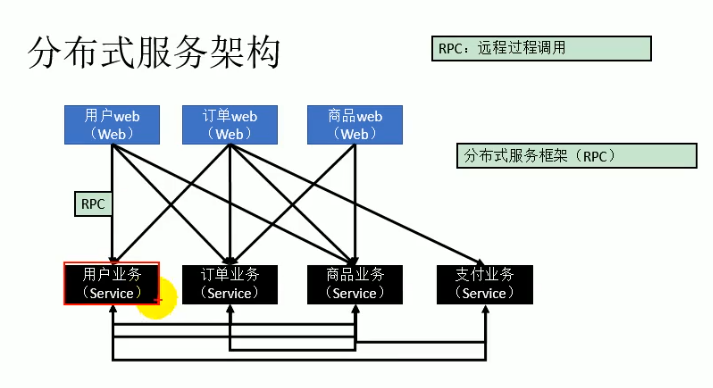 分布式服务架构
RPC：远程过程调用
用户web
（Web）
订单web
（Web）
商品web
（Web）
分布式服务框架（RPC）
RPC
用户业务
（Service）
订单业务
（Service）
商品业务
（Service）
支付业务
（Service）